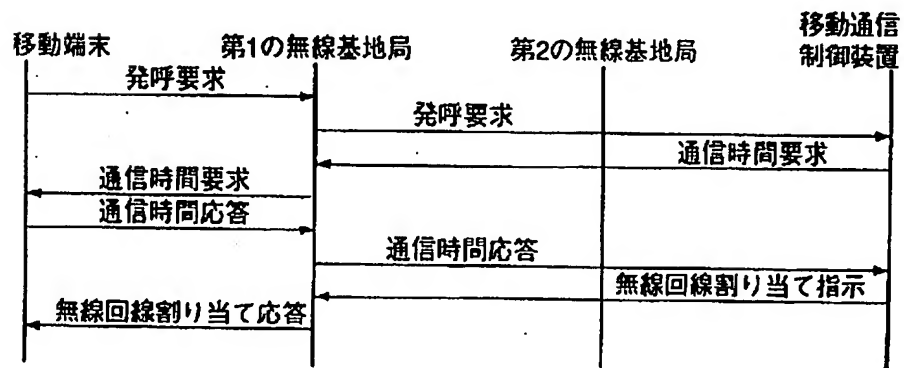 移動端末
第1の無線基地局
第2の無線基地局
移動通信
制御装置
発呼要求
発呼要求
通信時間要求
通信時間要求
通信時間応答
通信時間応答
無線回線割り当て指示
無線回線割り当て応答